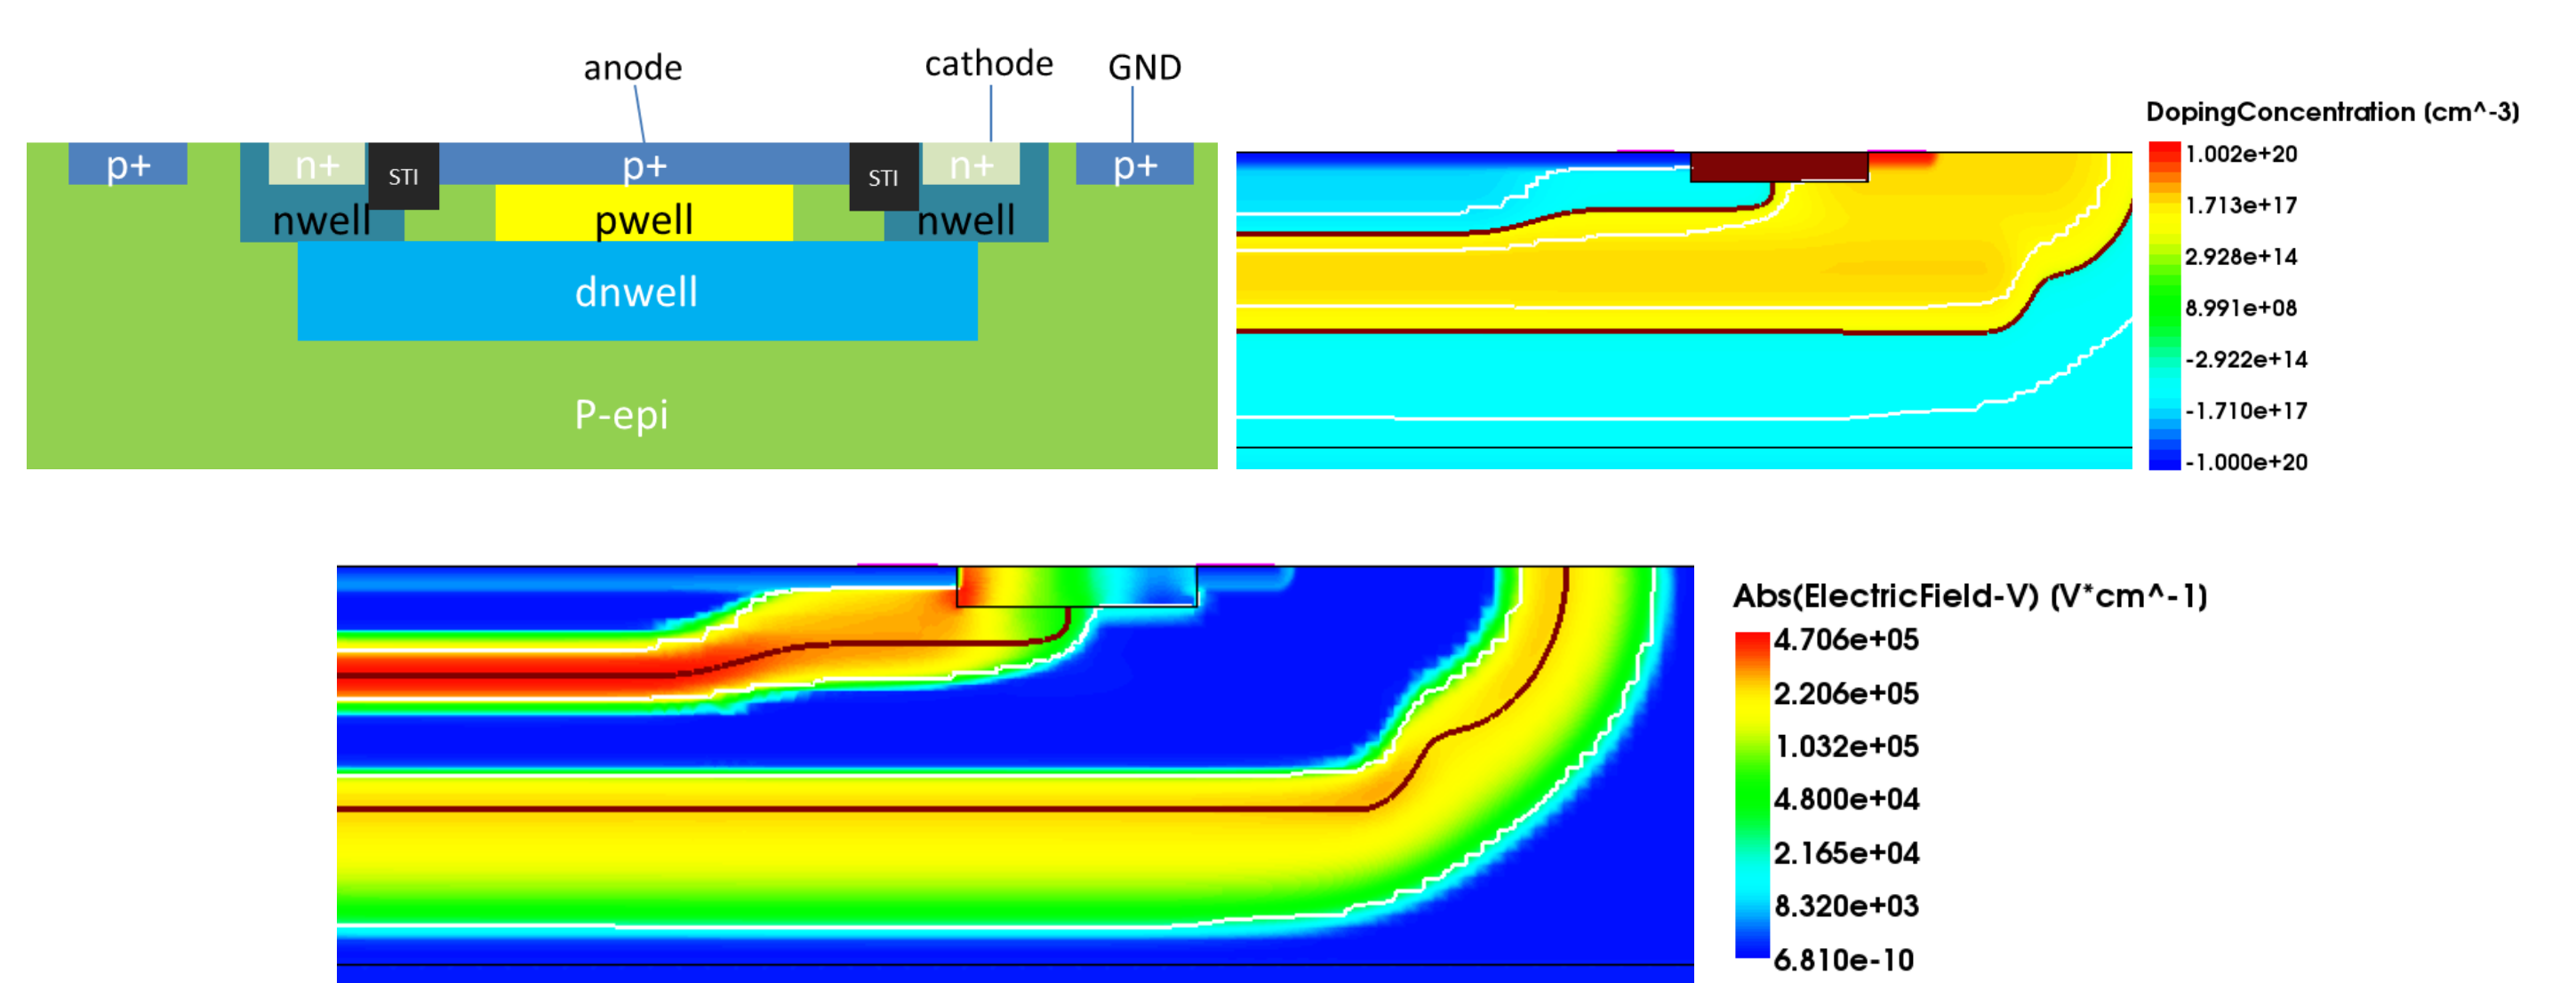 anode
cathode
GND
p+
n+
STI
p+
STI
n+
p+
nwell
pwell
nwell
dnwell
P-epi
DopingConcentration (cm^-3)
1.002e+20
1.713e+17
2.928e+14
8.991e+08
-2.922e+14
-1.710e+17
-1.000e+20
Abs(ElectricField-V) (V*cm^-1)
4.706e+05
2.206e+05
1.032e+05
4.800e+04
2.165e+04
8.320e+03
6.810e-10